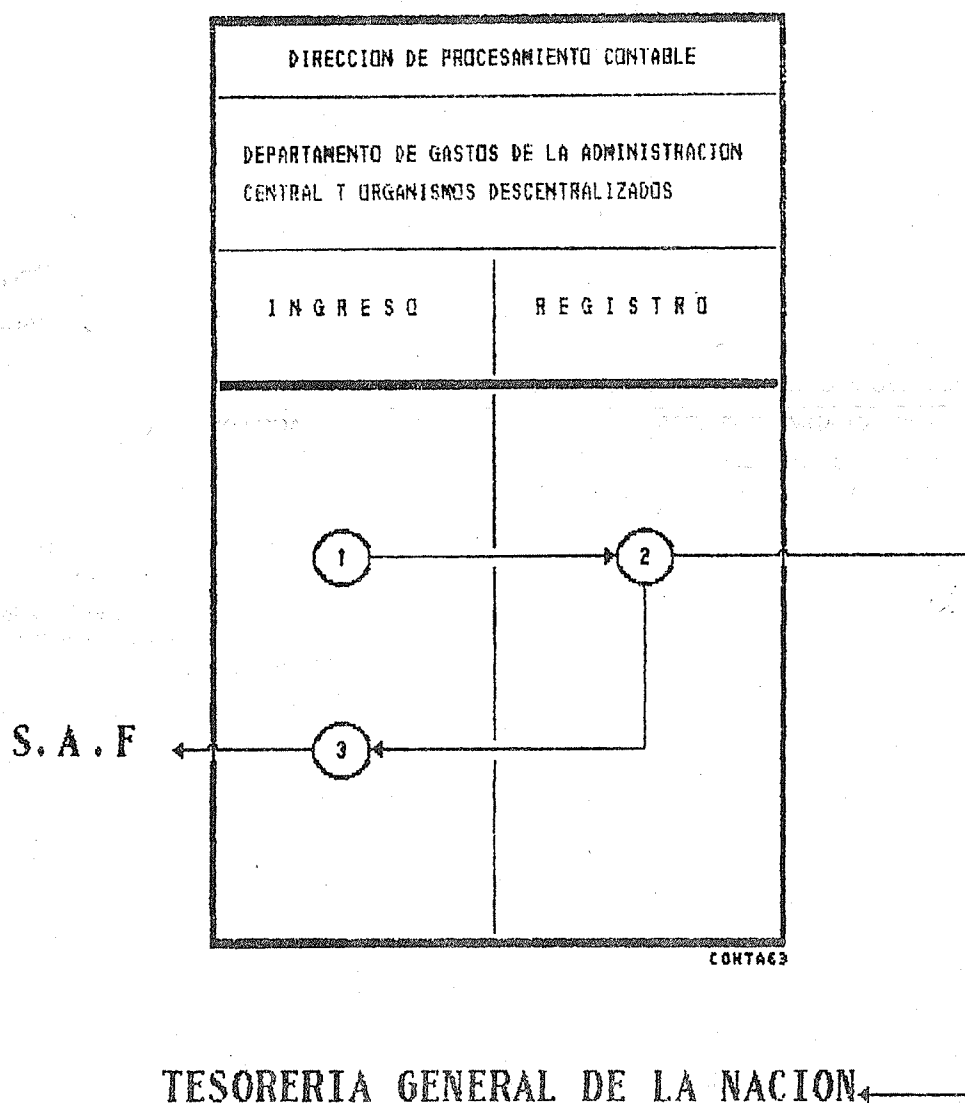 DIRECCION DE PROCESAMIENTO CONTABLE
DEPARTAMENTO DE GASTOS DE LA ADMINISTRACION
CENTRAL Y ORGANISMOS DESCENTRALIZADOS
INGRESO
REGISTRO
1
2
S.A.F
3
CONTA63
TESORERIA GENERAL DE LA NACION